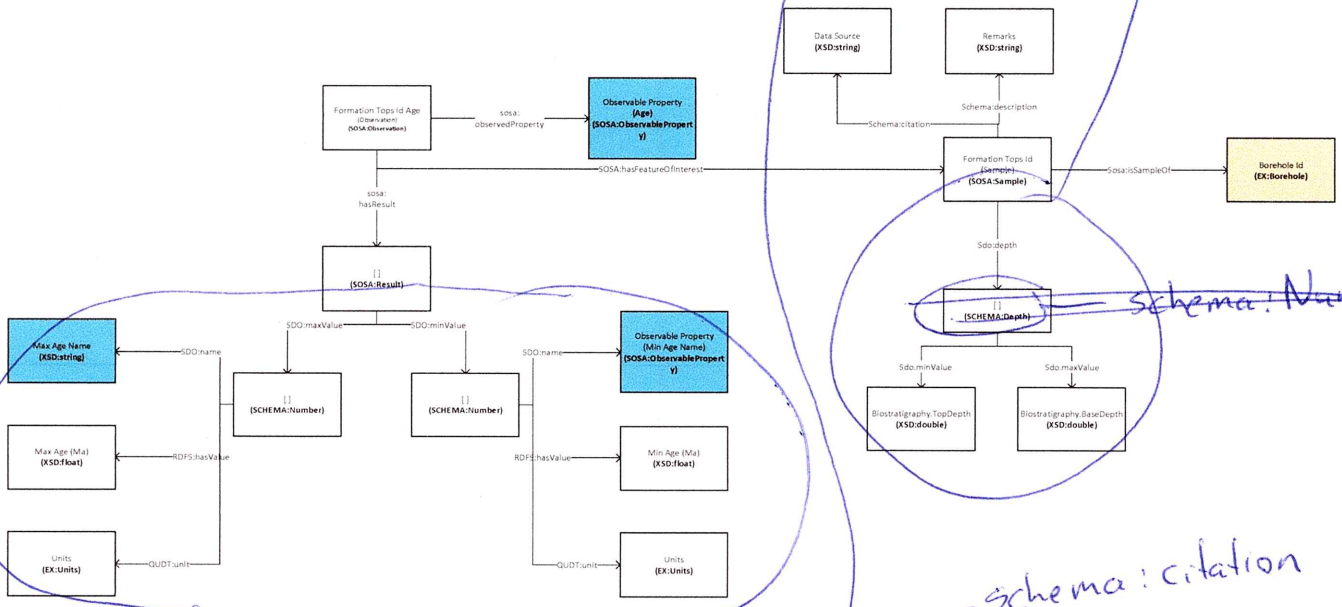 Data Source
(XSD:string)
Remarks
(XSD:string)
Schema:description
Schema:citation
Formation Tops Id Age
(Observation)
(SOSA:Observation)
sosa:
observedProperty
Observable Property
(Age)
(SOSA:ObservablePropert
y)
SOSA:hasFeatureOfInterest
Formation Tops Id
(Sample)
(SOSA:Sample)
Sosa:isSampleOf
Borehole Id
(EX:Borehole)
sosa:
hasResult
[ ]
(SOSA:Result)
Sdo:depth
[ ]
(SCHEMA:Depth)
schema:Nu
SDO:maxValue
SDO:minValue
Max Age Name
(XSD:string)
SDO:name
[ ]
(SCHEMA:Number)
[ ]
(SCHEMA:Number)
SDO:name
Observable Property
(Min Age Name)
(SOSA:ObservablePropert
y)
Sdo:minValue
Sdo:maxValue
Biostratigraphy.TopDepth
(XSD:double)
Biostratigraphy.BaseDepth
(XSD:double)
Max Age (Ma)
(XSD:float)
RDFS:hasValue
RDFS:hasValue
Min Age (Ma)
(XSD:float)
Units
(EX:Units)
QUDT:unit
QUDT:unit
Units
(EX:Units)
schema:citation